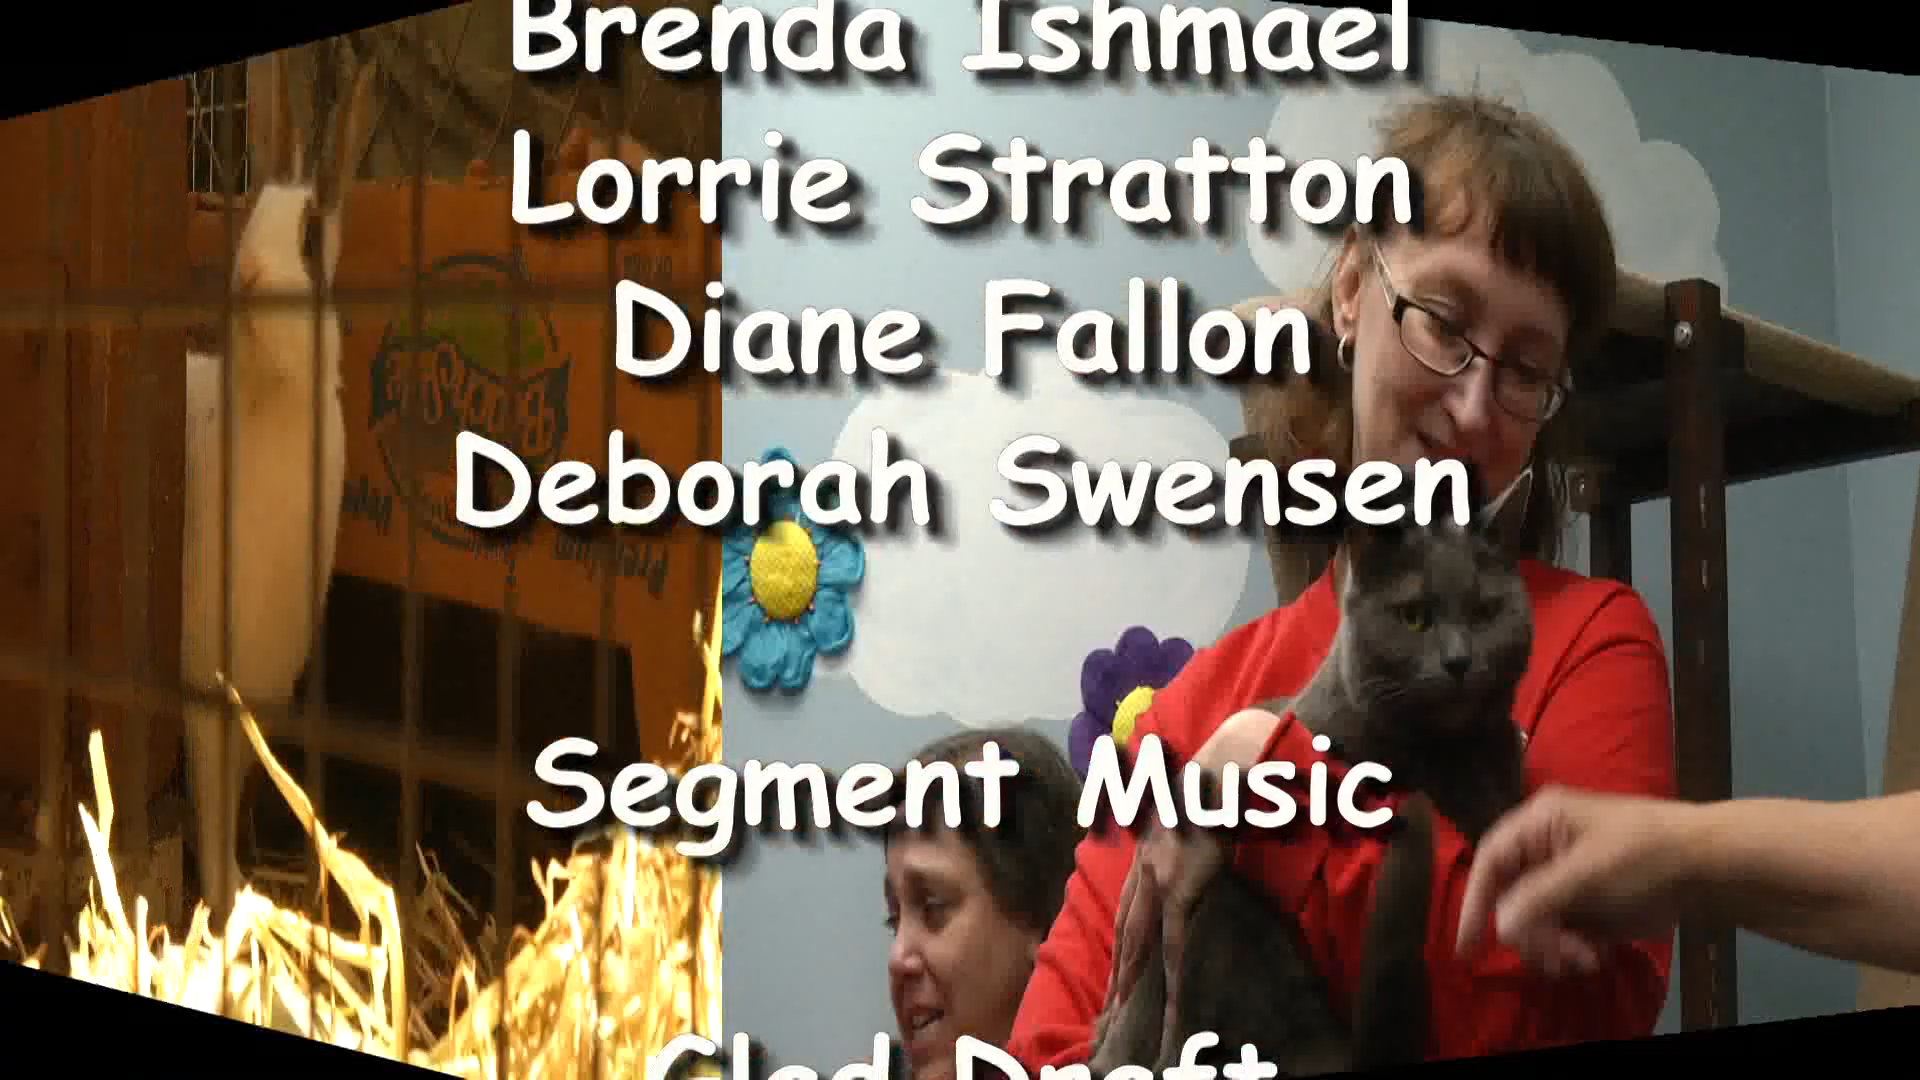 Brenda Ishmael
Lorrie Stratton
Diane Fallon
Deborah Swensen
Segment Music